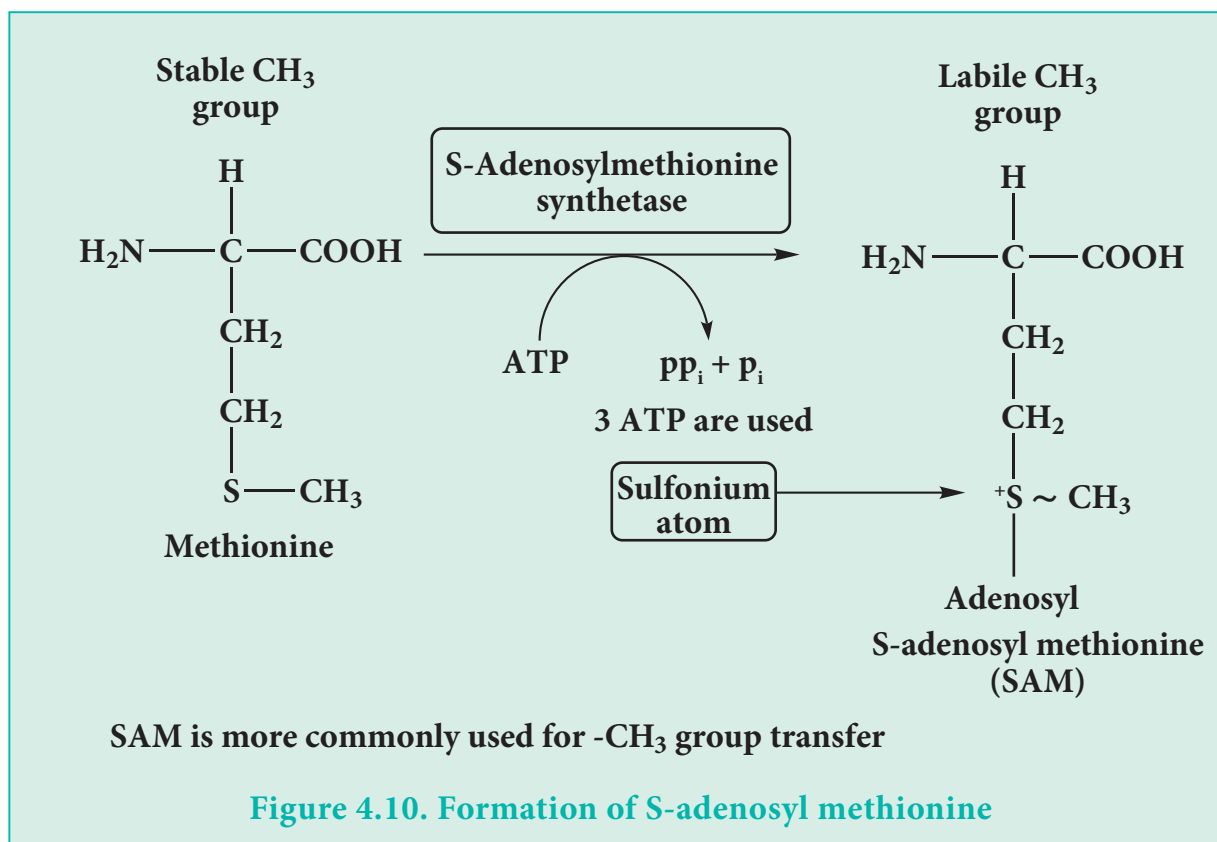 Stable CH₃
group
H
H₂N—C—COOH
CH₂
CH₂
S—CH₃
Methionine
S-Adenosylmethionine
synthetase
ATP
ppᵢ + pᵢ
3 ATP are used
Sulfonium
atom
Labile CH₃
group
H
H₂N—C—COOH
CH₂
CH₂
⁺S ~ CH₃
Adenosyl
S-adenosyl methionine
(SAM)
SAM is more commonly used for -CH₃ group transfer
Figure 4.10. Formation of S-adenosyl methionine